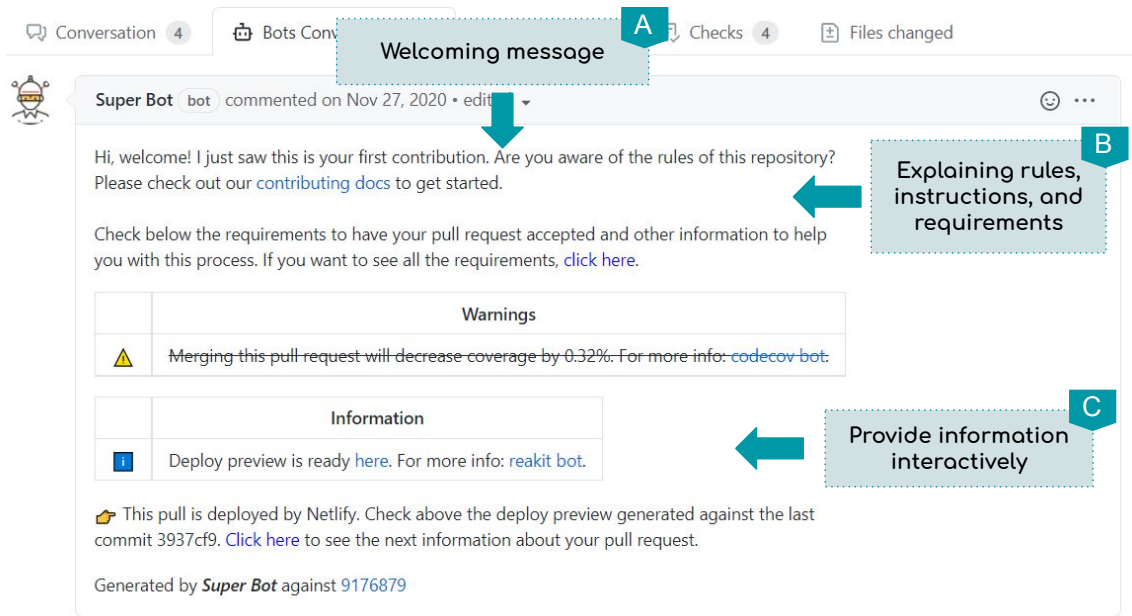 Conversation 4 Bots Conv Checks 4 Files changed
A
Welcoming message
Super Bot bot commented on Nov 27, 2020 • edit
Hi, welcome! I just saw this is your first contribution. Are you aware of the rules of this repository?
Please check out our contributing docs to get started.
B
Explaining rules,
instructions, and
requirements
Check below the requirements to have your pull request accepted and other information to help
you with this process. If you want to see all the requirements, click here.
Warnings
Merging this pull request will decrease coverage by 0.32%. For more info: codecov bot.
Information
Deploy preview is ready here. For more info: reakit bot.
C
Provide information
interactively
This pull is deployed by Netlify. Check above the deploy preview generated against the last
commit 3937cf9. Click here to see the next information about your pull request.
Generated by Super Bot against 9176879